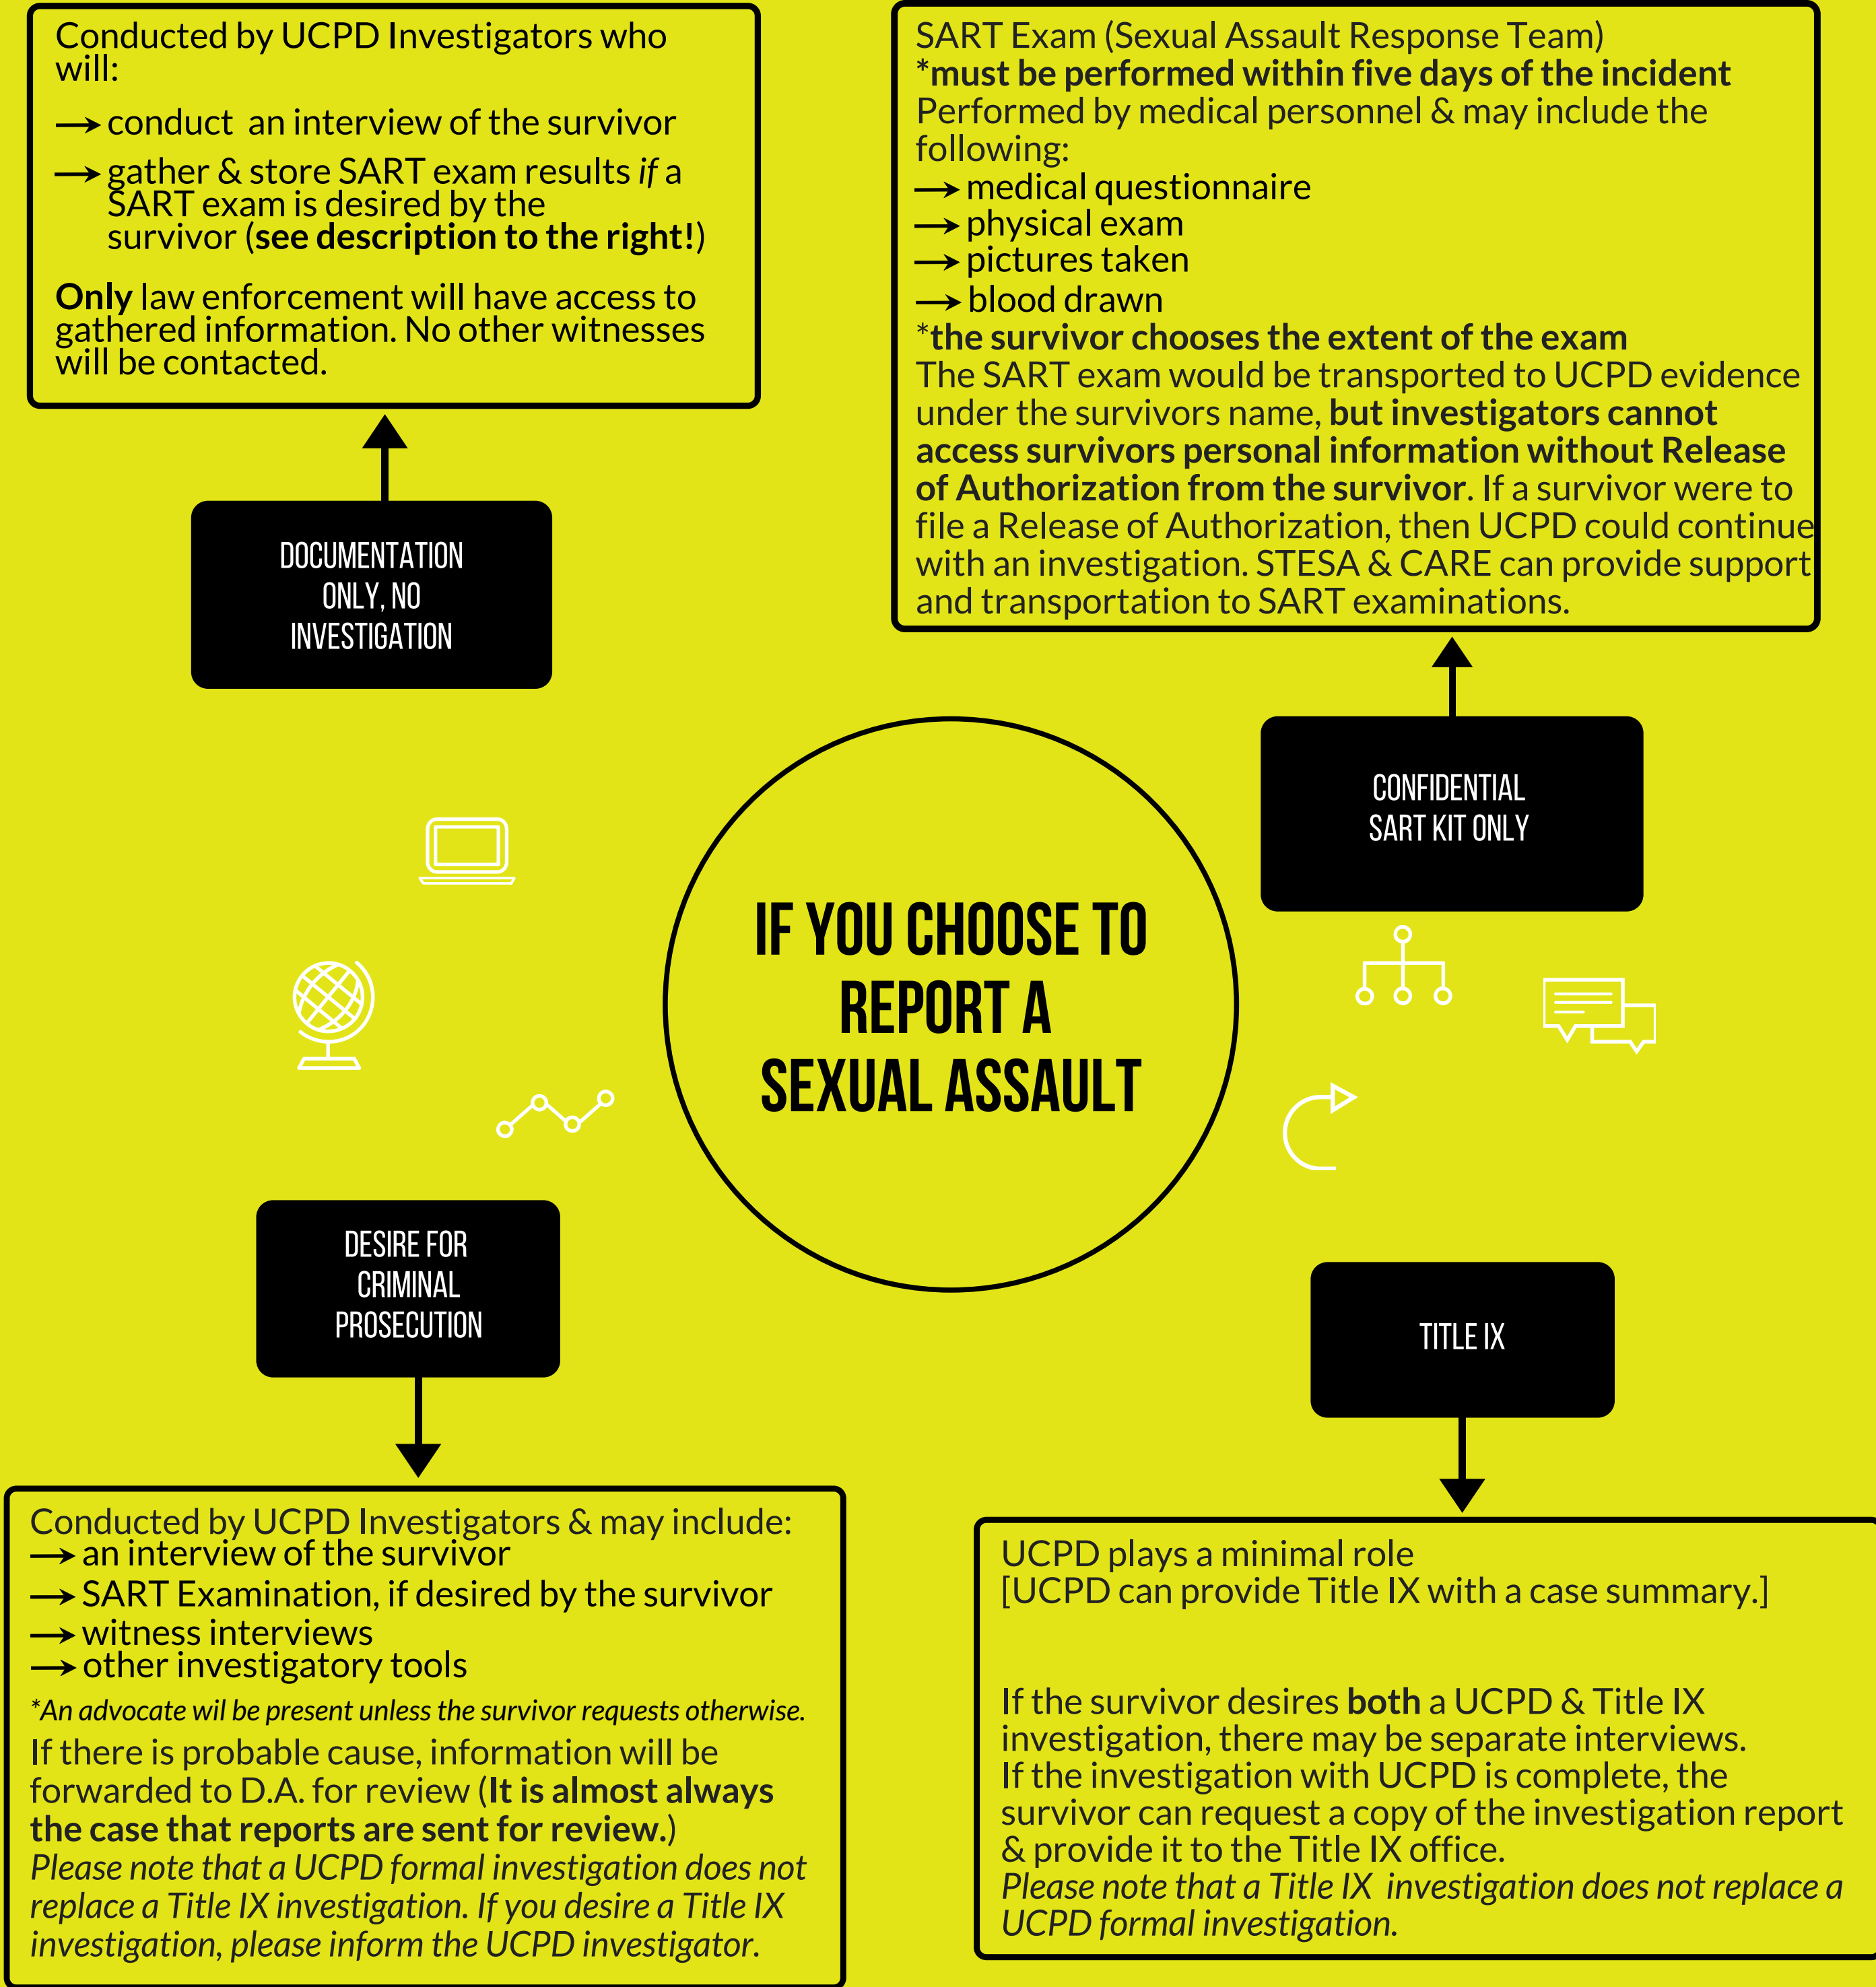 Conducted by UCPD Investigators who
will:
→ conduct an interview of the survivor
→ gather & store SART exam results if a
SART exam is desired by the
survivor (see description to the right!)
Only law enforcement will have access to
gathered information. No other witnesses
will be contacted.
DOCUMENTATION
ONLY, NO
INVESTIGATION
SART Exam (Sexual Assault Response Team)
*must be performed within five days of the incident
Performed by medical personnel & may include the
following:
→ medical questionnaire
→ physical exam
→ pictures taken
→ blood drawn
*the survivor chooses the extent of the exam
The SART exam would be transported to UCPD evidence
under the survivors name, but investigators cannot
access survivors personal information without Release
of Authorization from the survivor. If a survivor were to
file a Release of Authorization, then UCPD could continue
with an investigation. STESA & CARE can provide support
and transportation to SART examinations.
CONFIDENTIAL
SART KIT ONLY
IF YOU CHOOSE TO
REPORT A
SEXUAL ASSAULT
DESIRE FOR
CRIMINAL
PROSECUTION
Conducted by UCPD Investigators & may include:
→ an interview of the survivor
→ SART Examination, if desired by the survivor
→ witness interviews
→ other investigatory tools
*An advocate wil be present unless the survivor requests otherwise.
If there is probable cause, information will be
forwarded to D.A. for review (It is almost always
the case that reports are sent for review.)
Please note that a UCPD formal investigation does not
replace a Title IX investigation. If you desire a Title IX
investigation, please inform the UCPD investigator.
TITLE IX
UCPD plays a minimal role
[UCPD can provide Title IX with a case summary.]
If the survivor desires both a UCPD & Title IX
investigation, there may be separate interviews.
If the investigation with UCPD is complete, the
survivor can request a copy of the investigation report
& provide it to the Title IX office.
Please note that a Title IX investigation does not replace a
UCPD formal investigation.